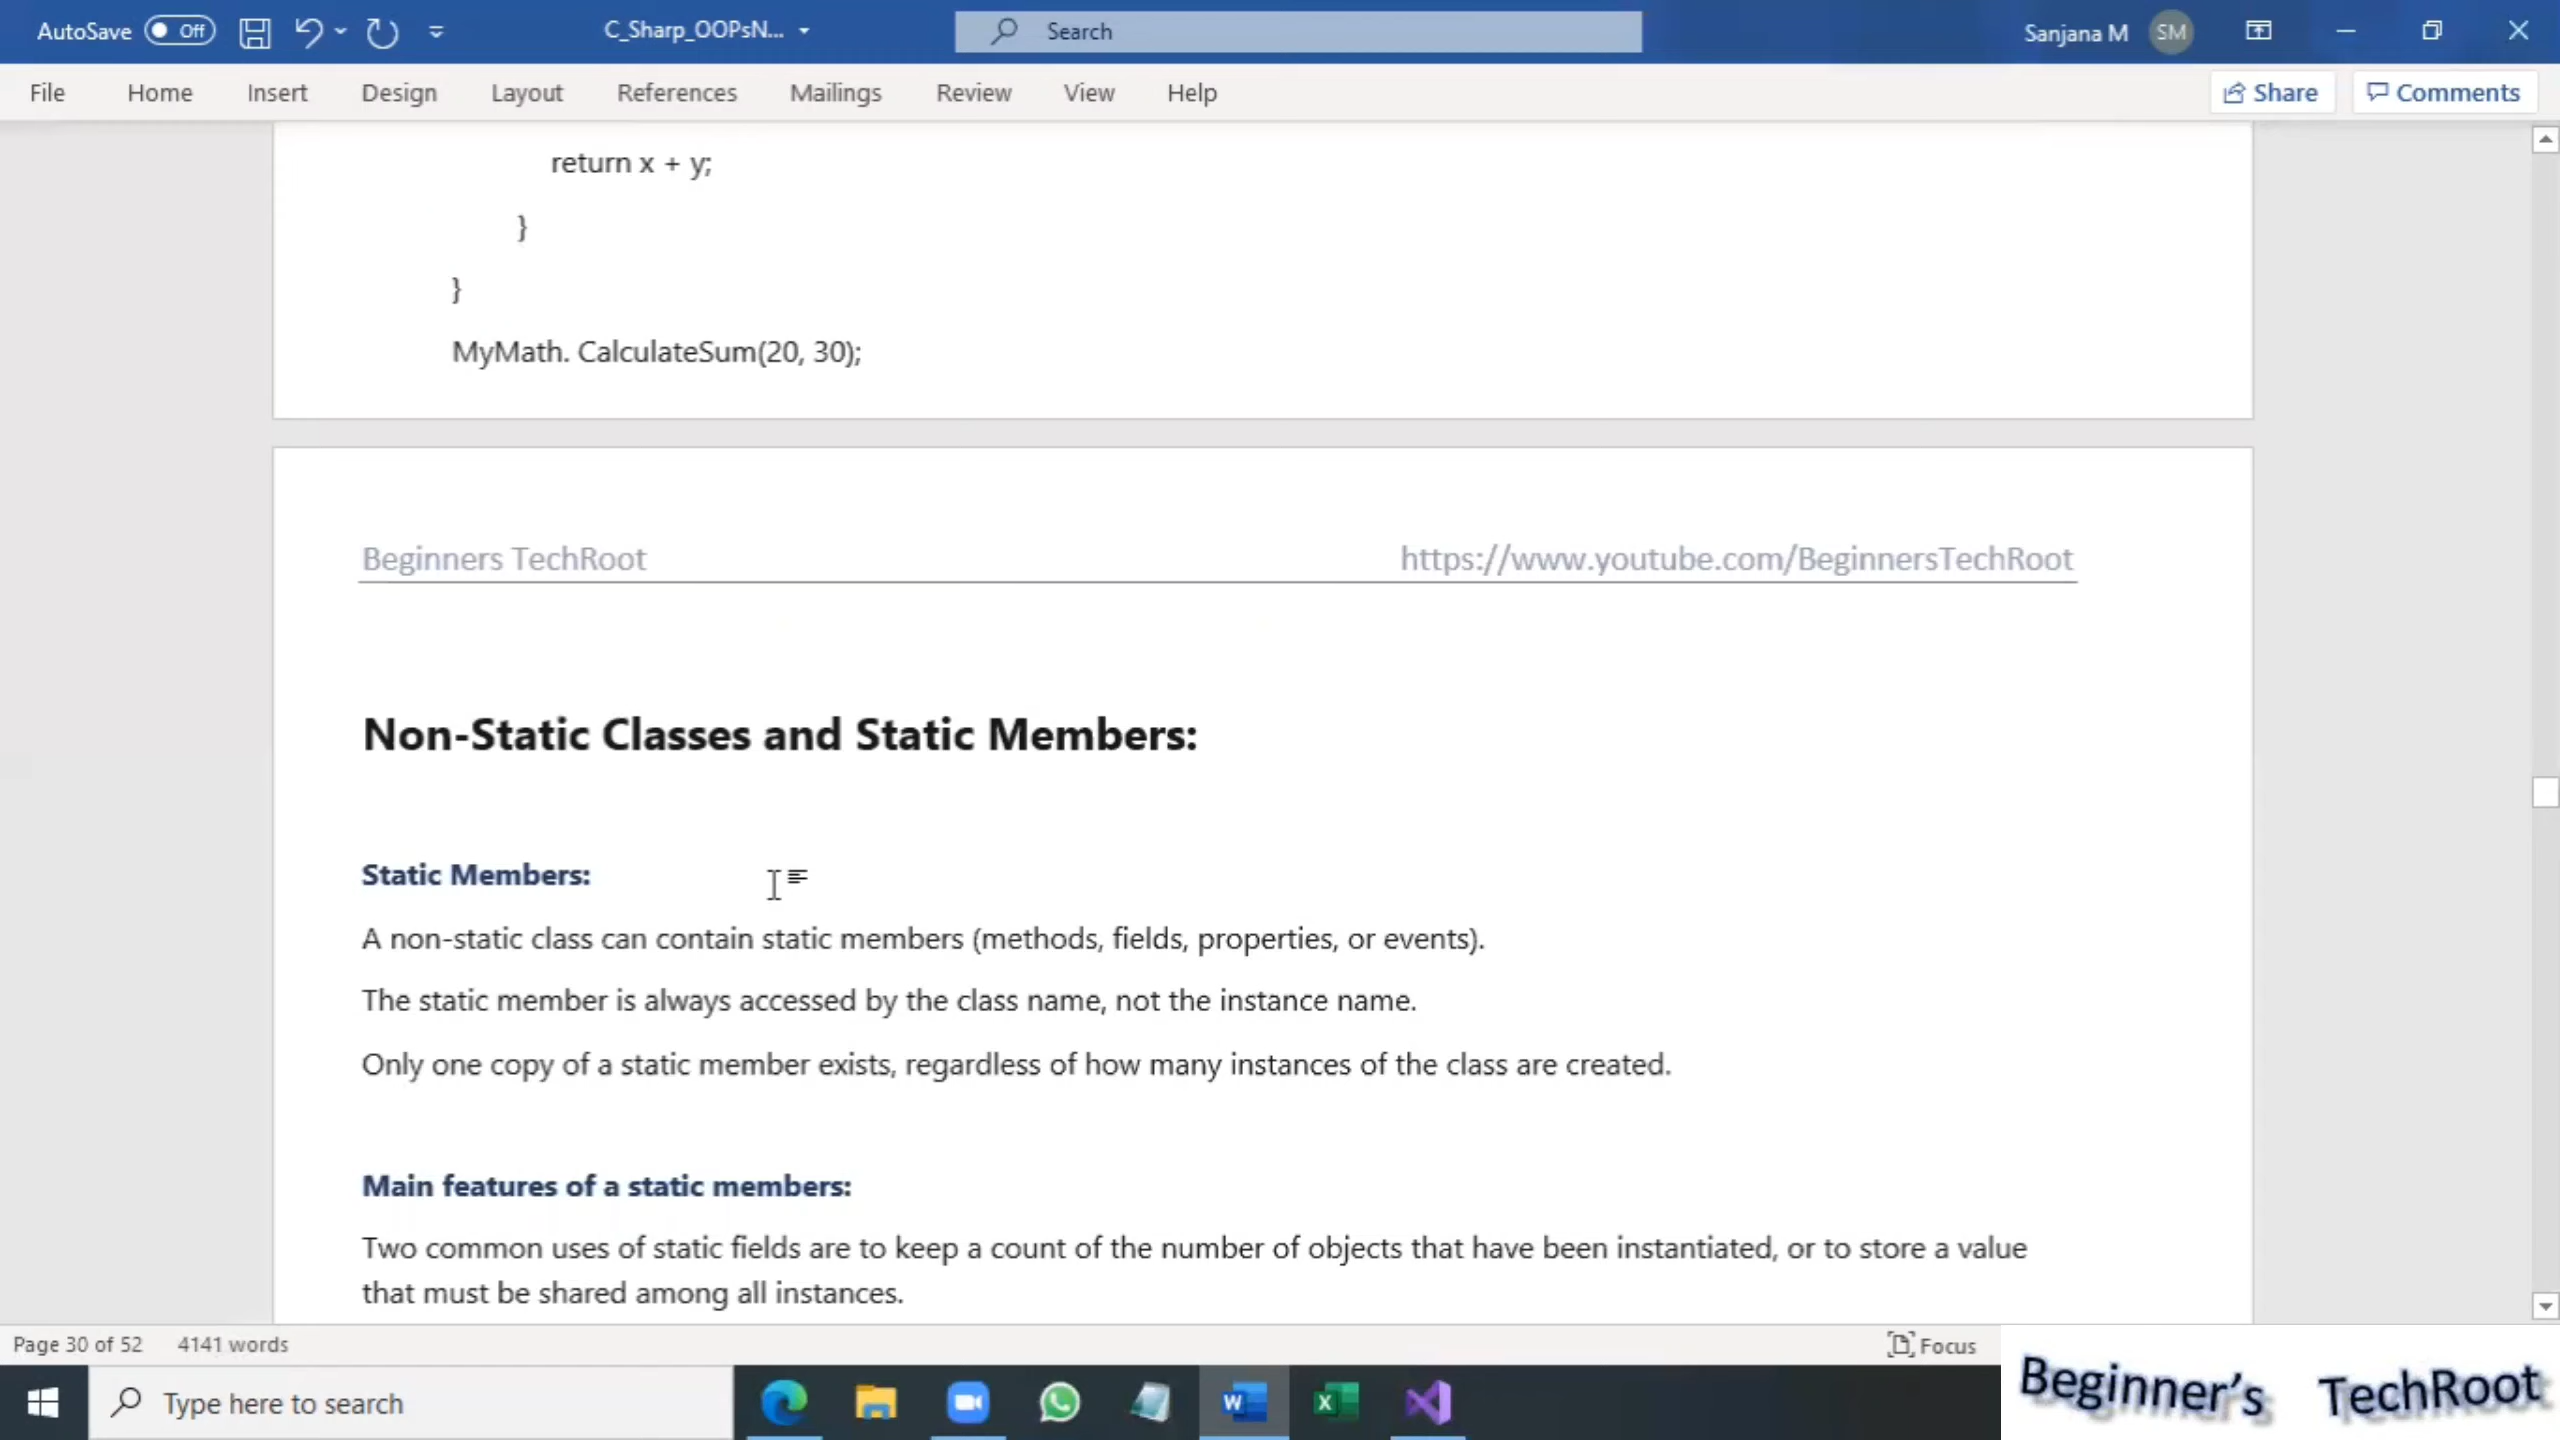 AutoSave Off C_Sharp_OOPsN... Search Sanjana M SM
File Home Insert Design Layout References Mailings Review View Help Share Comments
return x + y;
}
}
MyMath. CalculateSum(20, 30);
Beginners TechRoot https://www.youtube.com/BeginnersTechRoot
Non-Static Classes and Static Members:
Static Members:
A non-static class can contain static members (methods, fields, properties, or events).
The static member is always accessed by the class name, not the instance name.
Only one copy of a static member exists, regardless of how many instances of the class are created.
Main features of a static members:
Two common uses of static fields are to keep a count of the number of objects that have been instantiated, or to store a value
that must be shared among all instances.
Page 30 of 52 4141 words Focus
Type here to search W X Beginner's TechRoot